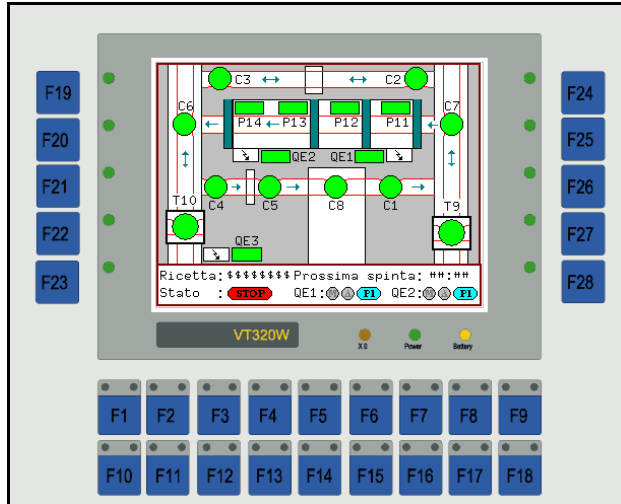 C3 C2
F19 F24
C6 C7
P14 P13 P12 P11
F20 F25
QE2 QE1
F21 F26
T10 C4 C5 C8 C1 T9
F22 F27
QE3
F23 F28
Ricetta:$$$$$$$$ Prossima spinta: ##:##
Stato : STOP QE1: M A P1 QE2: M A P1
VT320W
X0 Power Battery
F1 F2 F3 F4 F5 F6 F7 F8 F9
F10 F11 F12 F13 F14 F15 F16 F17 F18